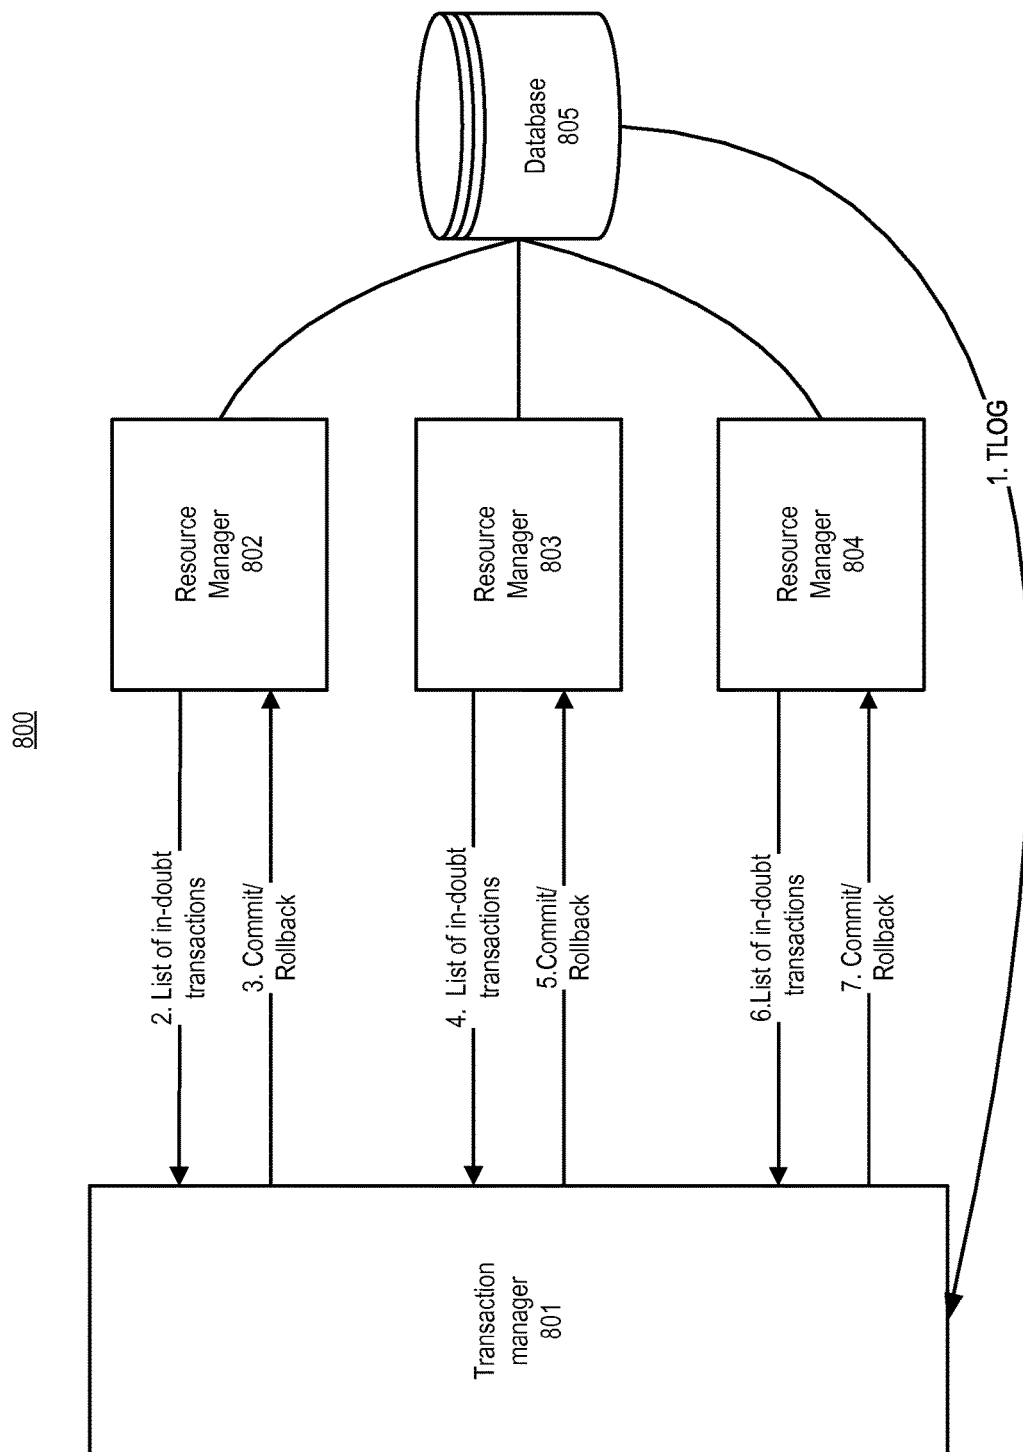 800
Database
805
Resource
Manager
802
Resource
Manager
803
Resource
Manager
804
1. TLOG
2. List of in-doubt
transactions
3. Commit/
Rollback
4. List of in-doubt
transactions
5.Commit/
Rollback
6.List of in-doubt
transactions
7. Commit/
Rollback
Transaction
manager
801